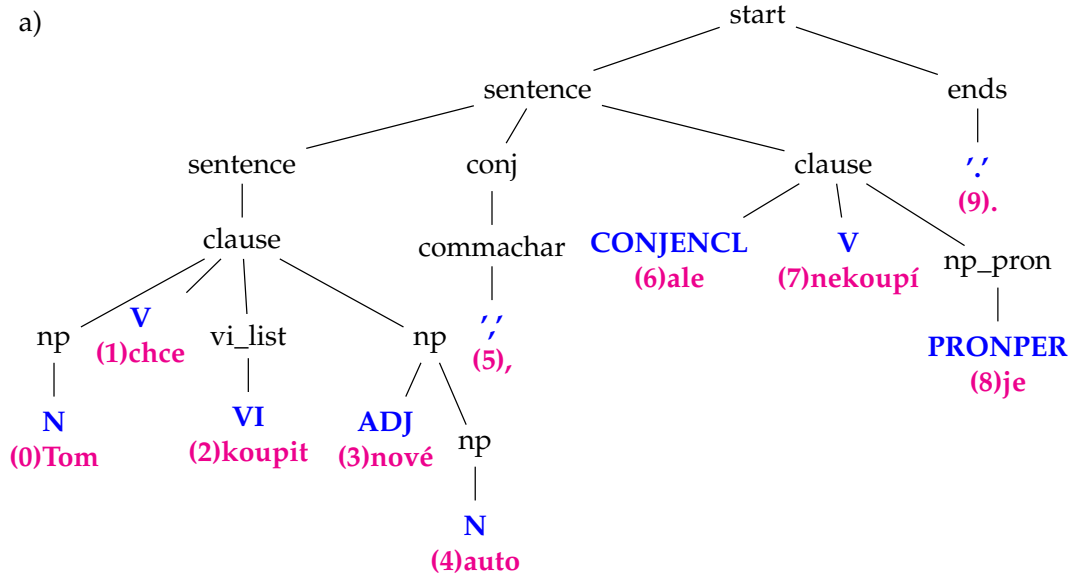 a)
start
sentence
ends
sentence
conj
clause
'.'
(9).
clause
commachar
CONJENCL
V
(6)ale
(7)nekoupí
np_pron
np
V
(1)chce
vi_list
np
','
(5),
PRONPER
(8)je
N
(0)Tom
VI
(2)koupit
ADJ
(3)nové
np
N
(4)auto